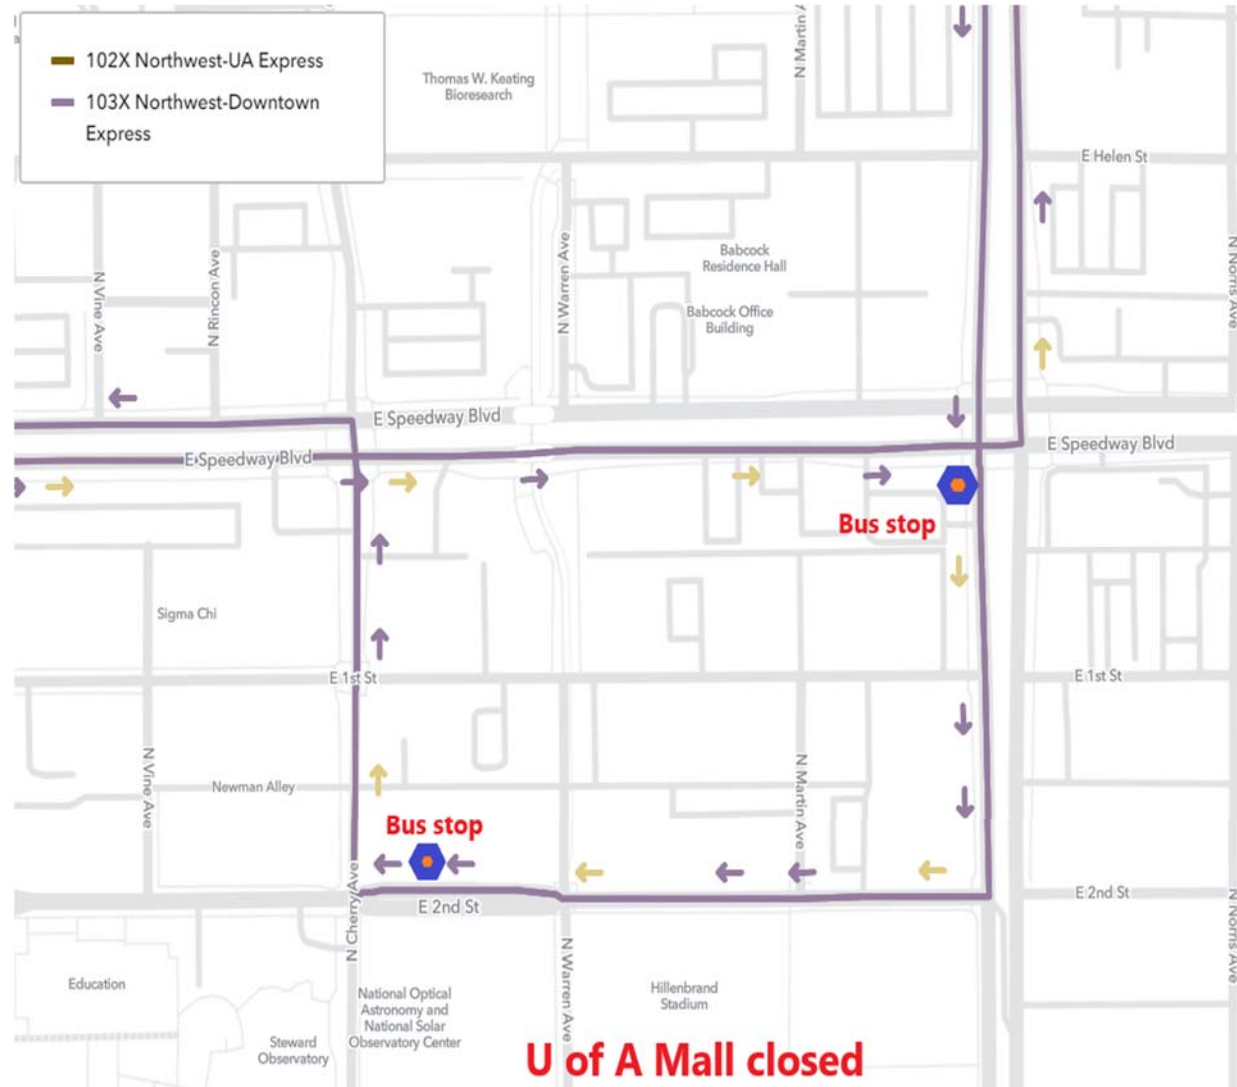 102X Northwest-UA Express
103X Northwest-Downtown
Express
Thomas W. Keating
Bioresearch
N Martin A
E Helen St
N Vine Ave
N Rincon Ave
N Warren Ave
Babcock
Residence Hall
Babcock Office
Building
N Norris Ave
E Speedway Blvd
E Speedway Blvd
E Speedway Blvd
Bus stop
Sigma Chi
E 1st St
E 1st St
N Vine Ave
Newman Alley
N Martin Ave
Bus stop
N Cherry Ave
E 2nd St
E 2nd St
N Norris Ave
N Warren Ave
Education
National Optical
Astronomy and
National Solar
Observatory Center
Steward
Observatory
Hillenbrand
Stadium
U of A Mall closed